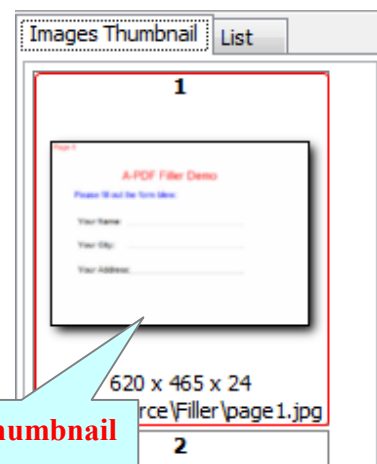 Images Thumbnail List
1
Page 1
A-PDF Filler Demo
Please fill out the form blew:
Your Name:
Your City:
Your Address:
620 x 465 x 24
rce\Filler\page1.jpg
humbnail
2